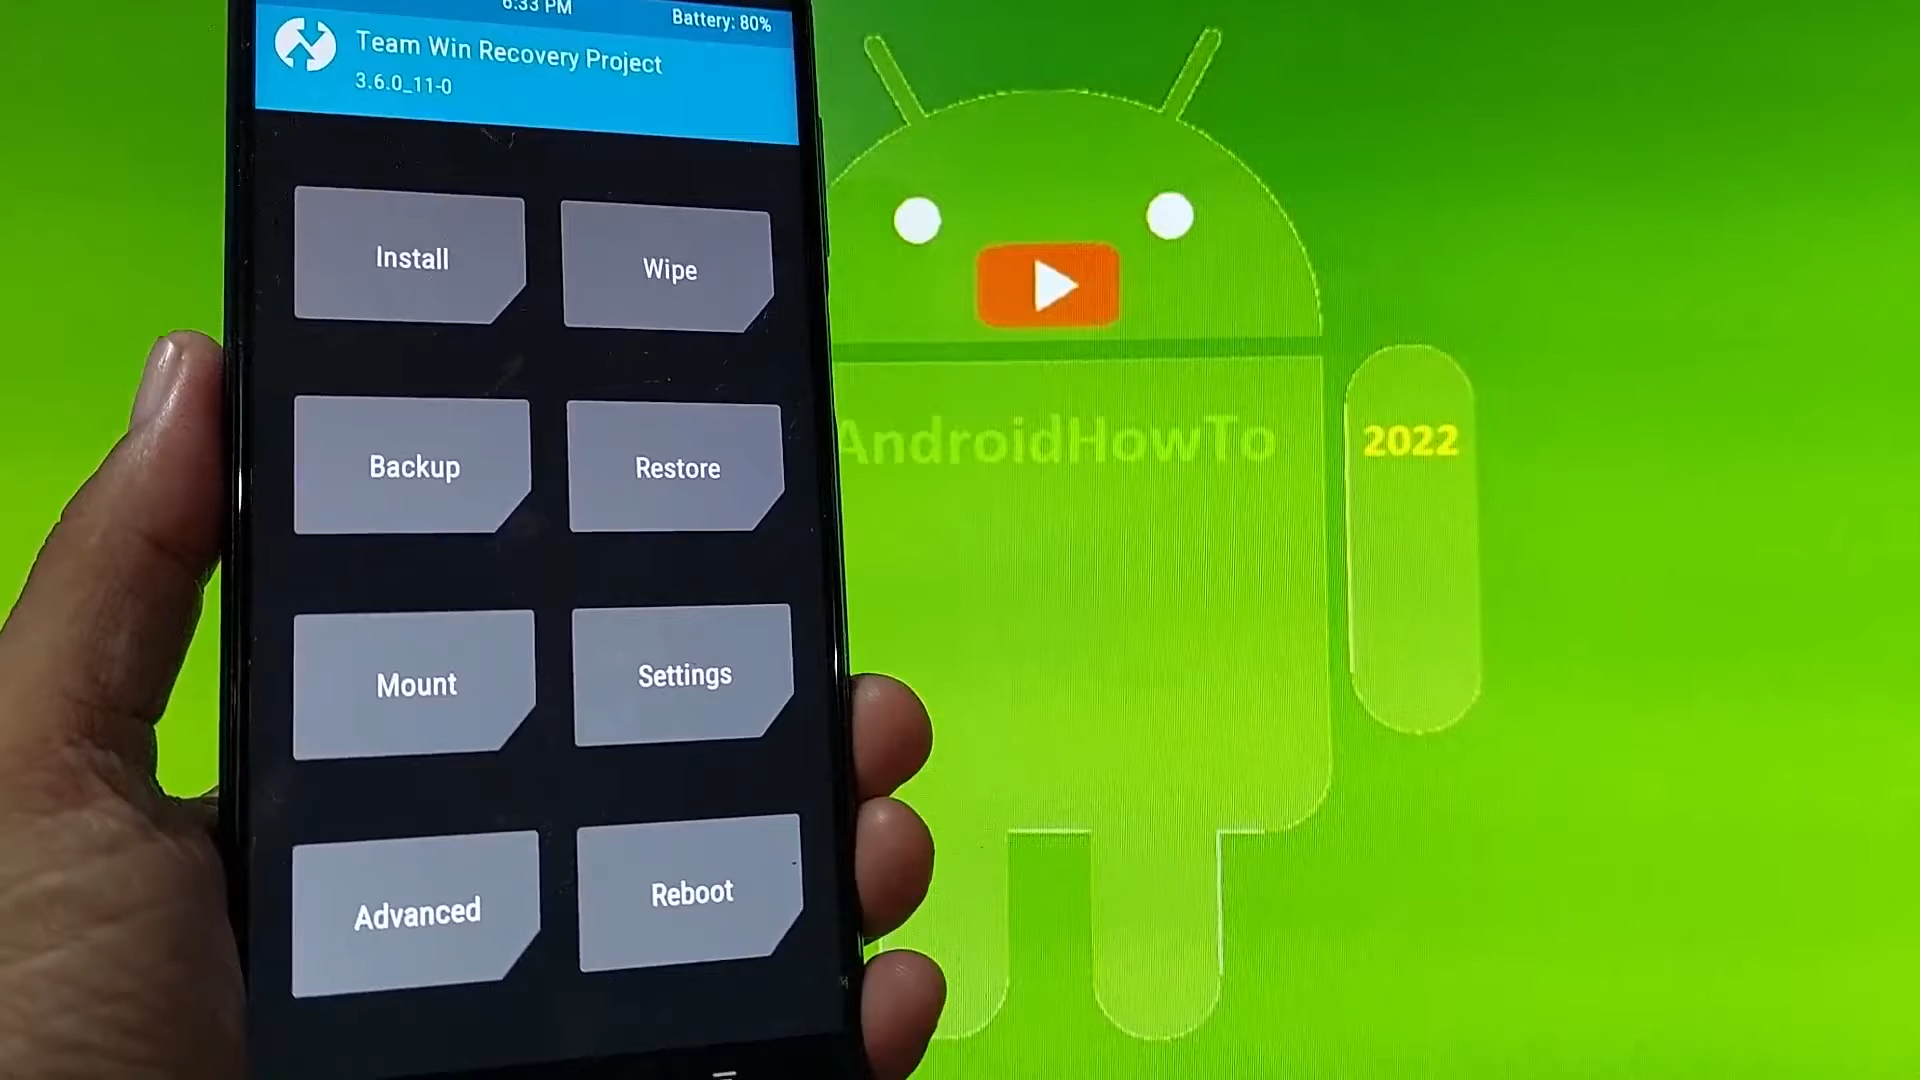 6:33 PM
Battery: 80%
Team Win Recovery Project
3.6.0_11-0
Install
Wipe
Backup
Restore
Mount
Settings
Advanced
Reboot
AndroidHowTo
2022